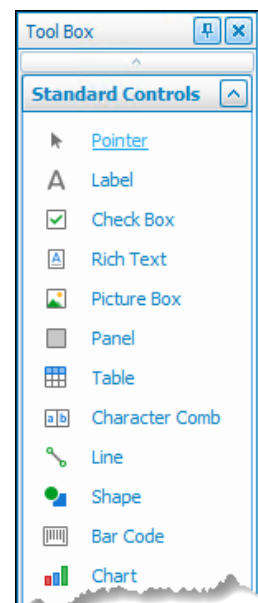 Tool Box
Standard Controls
Pointer
A Label
Check Box
A Rich Text
Picture Box
Panel
Table
a b Character Comb
Line
Shape
Bar Code
Chart